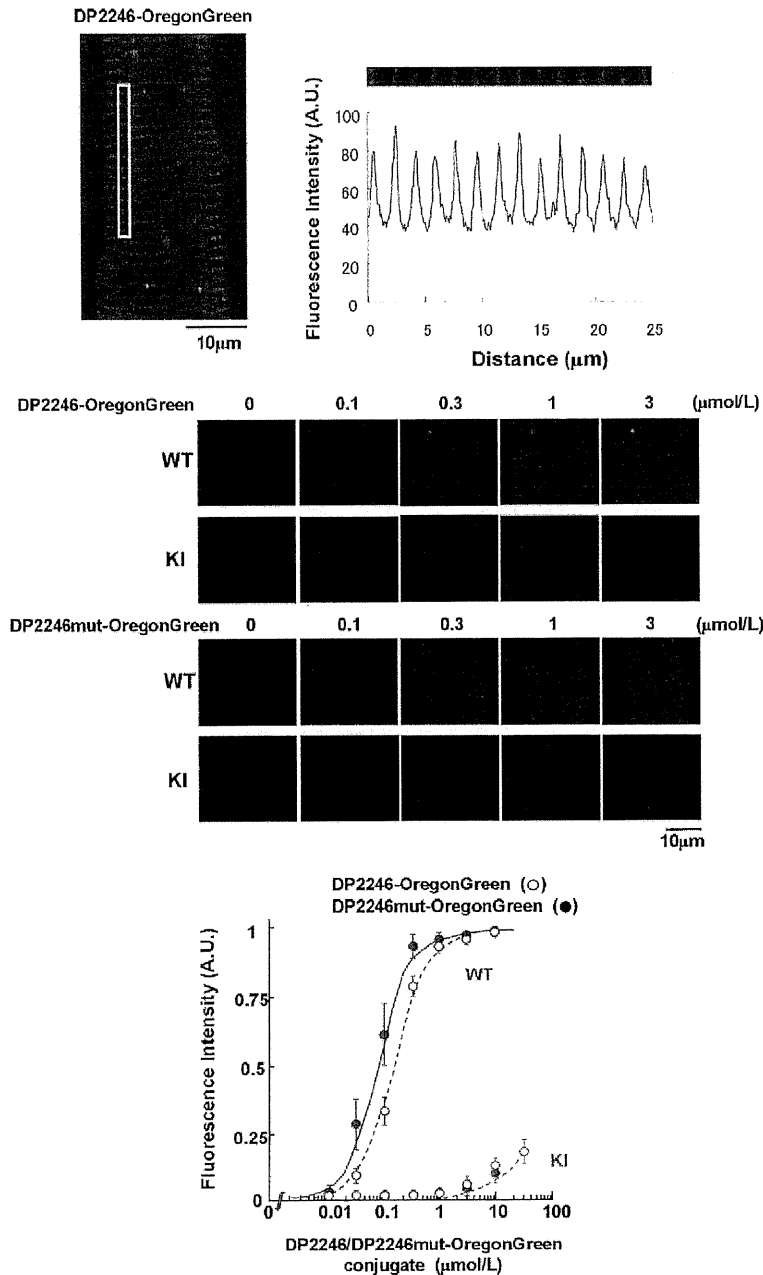 DP2246-OregonGreen
10μm
Fluorescence Intensity (A.U.)
100
80
60
40
20
0
0 5 10 15 20 25
Distance (μm)
DP2246-OregonGreen 0 0.1 0.3 1 3 (μmol/L)
WT
KI
DP2246mut-OregonGreen 0 0.1 0.3 1 3 (μmol/L)
WT
KI
10μm
DP2246-OregonGreen (○)
DP2246mut-OregonGreen (●)
Fluorescence Intensity (A.U.)
1
0.75
0.5
0.25
0
WT
KI
0 0.01 0.1 1 10 100
DP2246/DP2246mut-OregonGreen
conjugate (μmol/L)